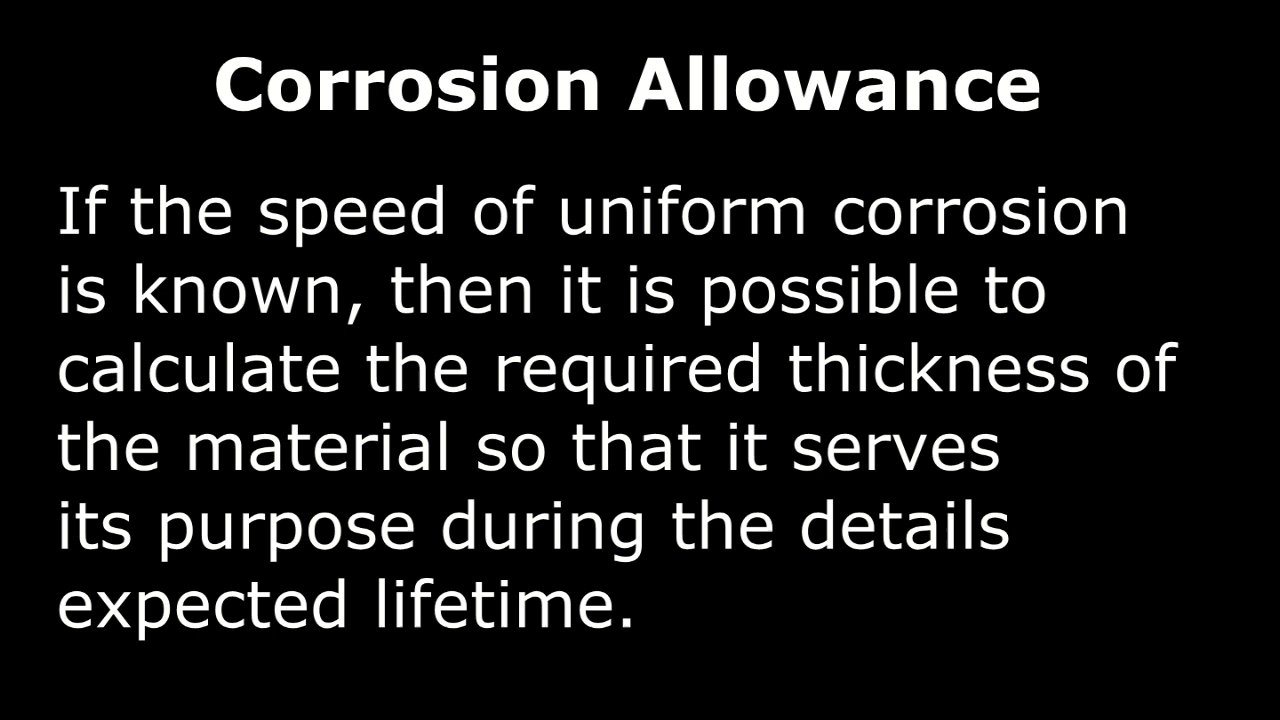 Corrosion Allowance
If the speed of uniform corrosion
is known, then it is possible to
calculate the required thickness of
the material so that it serves
its purpose during the details
expected lifetime.